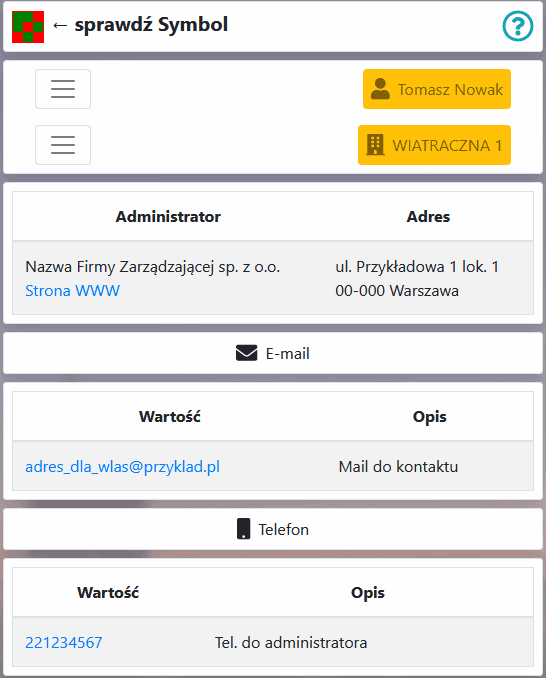 ← sprawdź Symbol
?
Tomasz Nowak
WIATRACZNA 1
Administrator Adres
Nazwa Firmy Zarządzającej sp. z o.o. ul. Przykładowa 1 lok. 1
Strona WWW 00-000 Warszawa
E-mail
Wartość Opis
adres_dla_wlas@przyklad.pl Mail do kontaktu
Telefon
Wartość Opis
221234567 Tel. do administratora